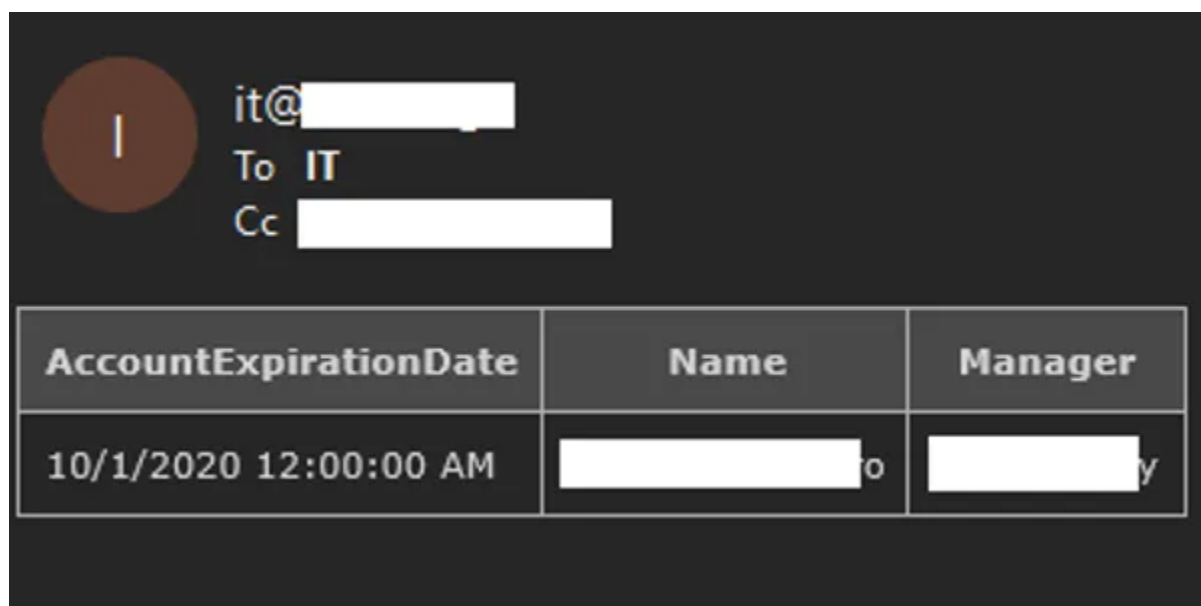 I
it@
To IT
Cc
AccountExpirationDate Name Manager
10/1/2020 12:00:00 AM